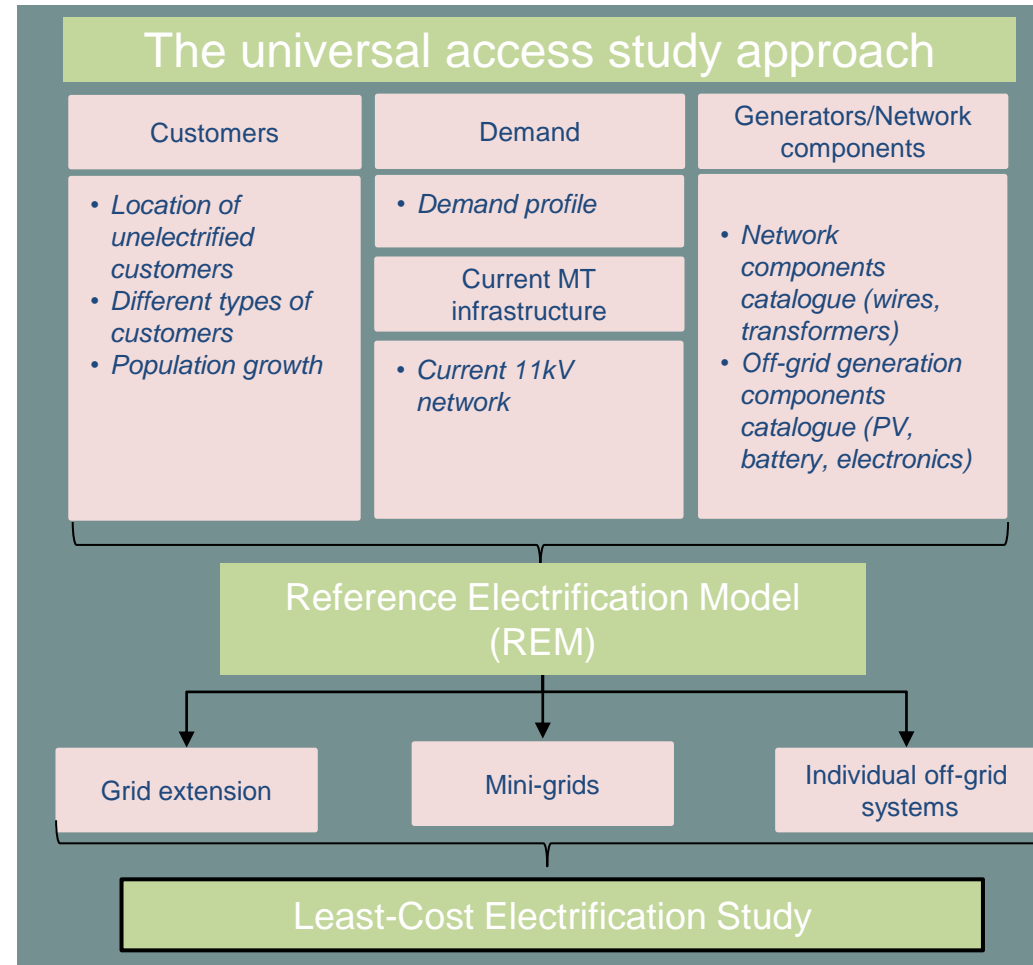 The universal access study approach
Customers
• Location of
unelectrified
customers
• Different types of
customers
• Population growth
Demand
• Demand profile
Current MT
infrastructure
• Current 11kV
network
Generators/Network
components
• Network
components
catalogue (wires,
transformers)
• Off-grid generation
components
catalogue (PV,
battery, electronics)
Reference Electrification Model
(REM)
Grid extension
Mini-grids
Individual off-grid
systems
Least-Cost Electrification Study